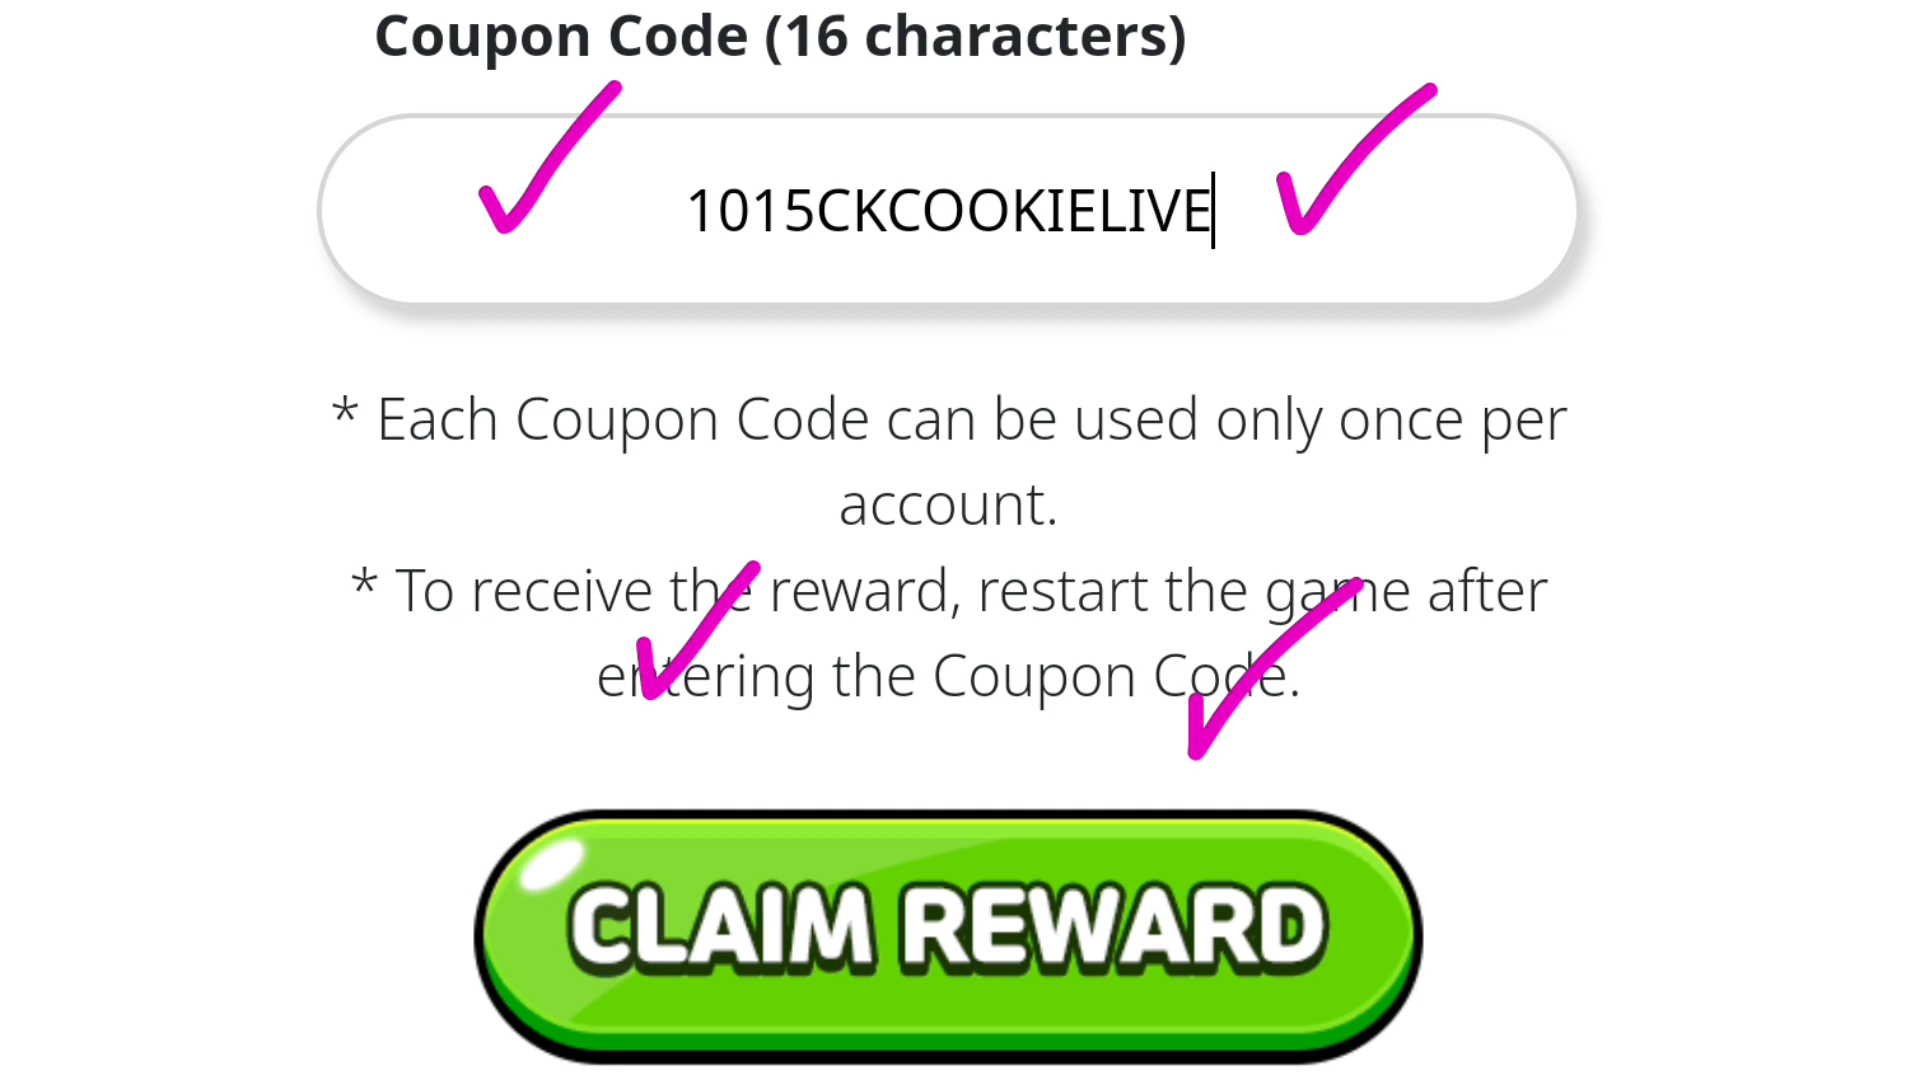 Coupon Code (16 characters)
1015CKCOOKIELIVE
* Each Coupon Code can be used only once per
account.
* To receive the reward, restart the game after
entering the Coupon Code.
CLAIM REWARD